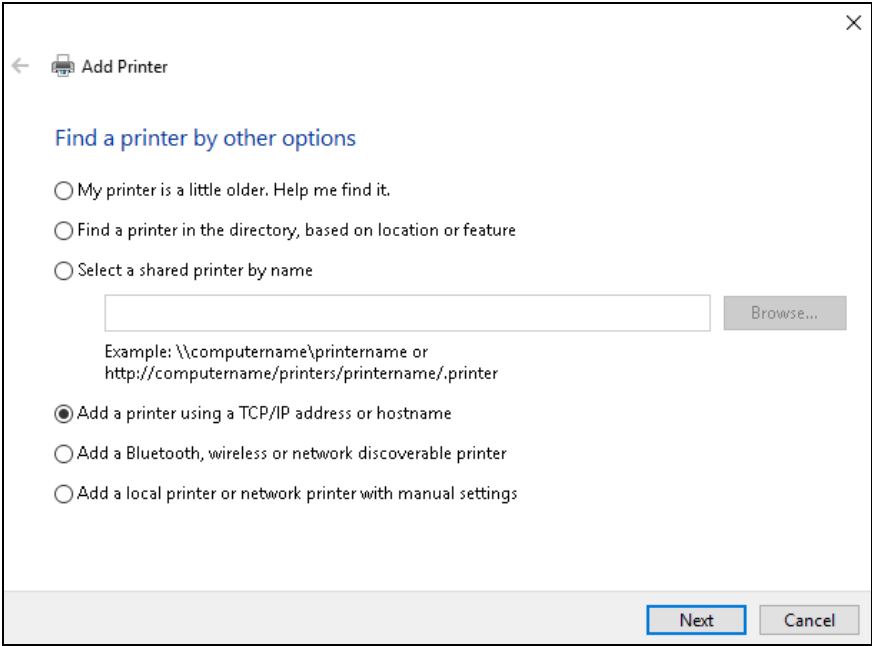 Add Printer
Find a printer by other options
My printer is a little older. Help me find it.
Find a printer in the directory, based on location or feature
Select a shared printer by name
Browse...
Example: \\computername\printername or
http://computername/printers/printername/.printer
Add a printer using a TCP/IP address or hostname
Add a Bluetooth, wireless or network discoverable printer
Add a local printer or network printer with manual settings
Next Cancel